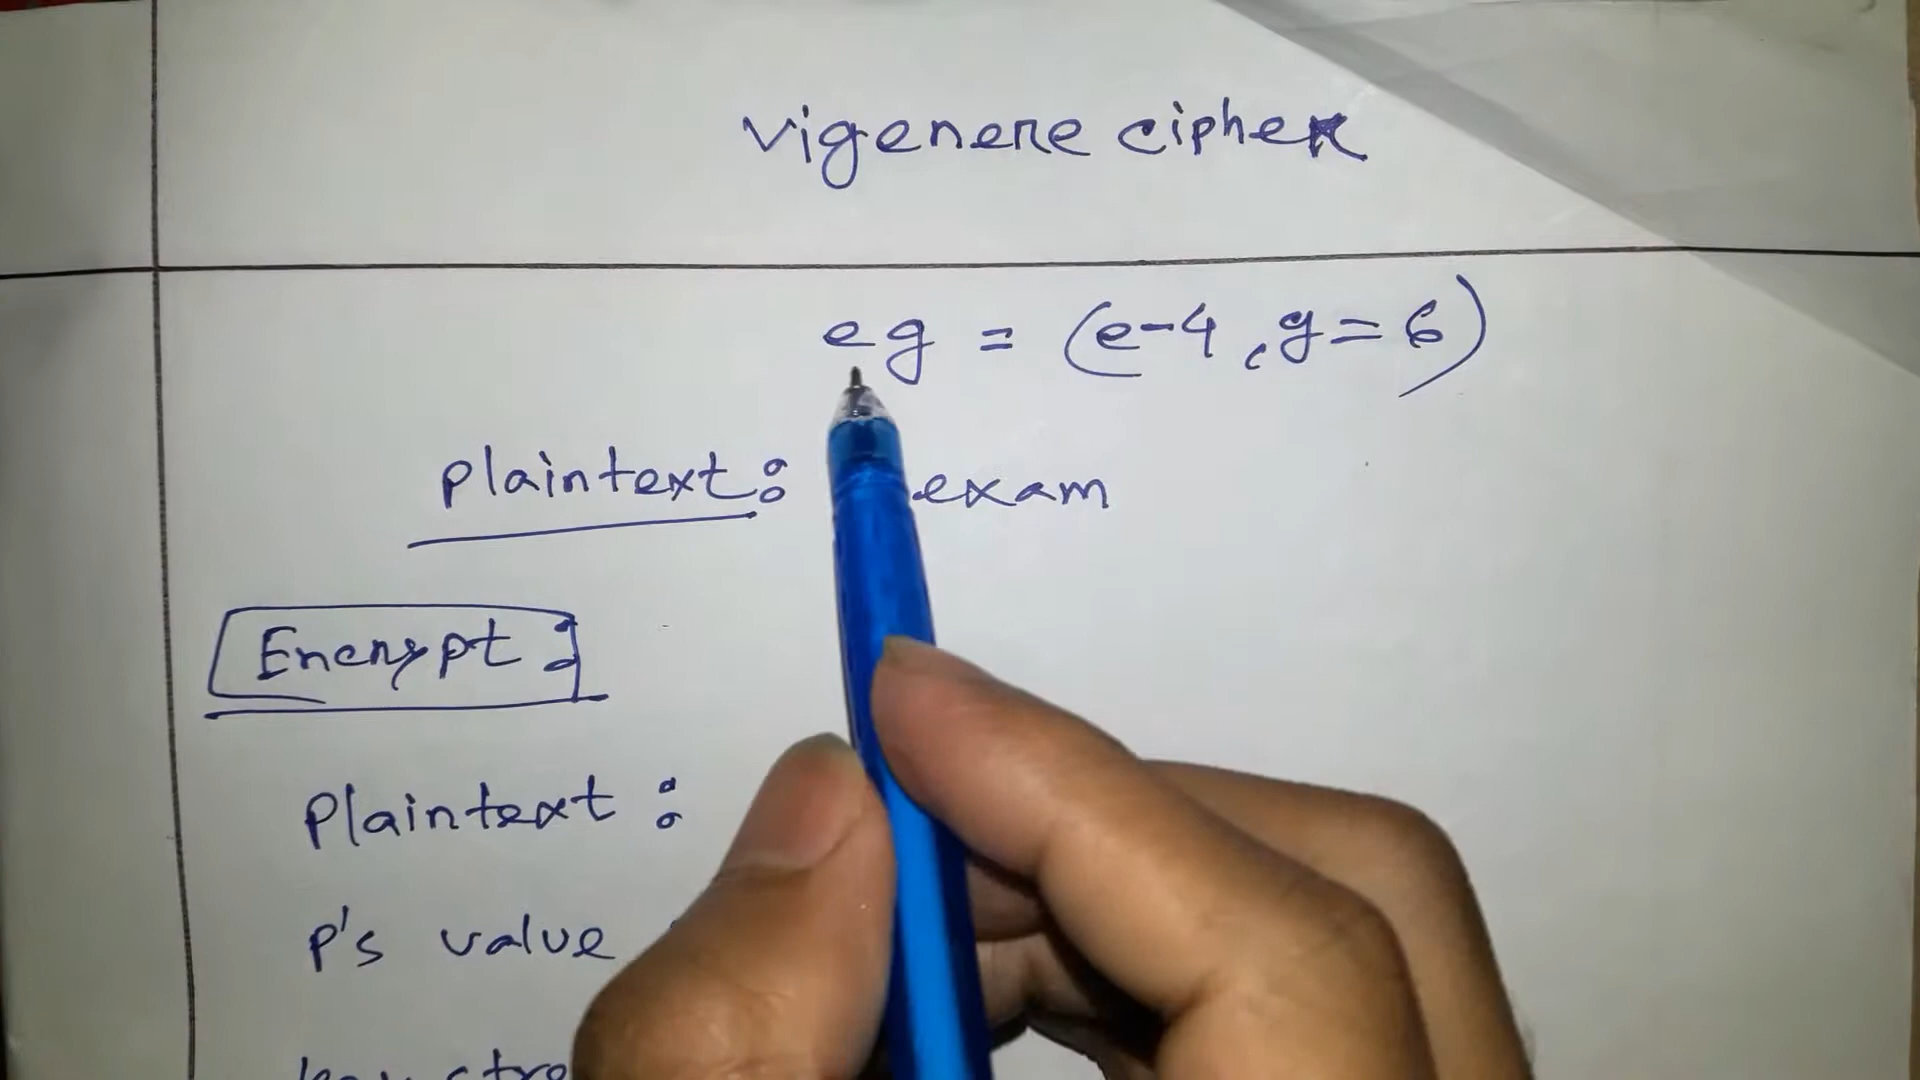 vigenere cipher
eg = (e-4, g=6)
plaintext: exam
Encrypt:
Plaintext:
p's value